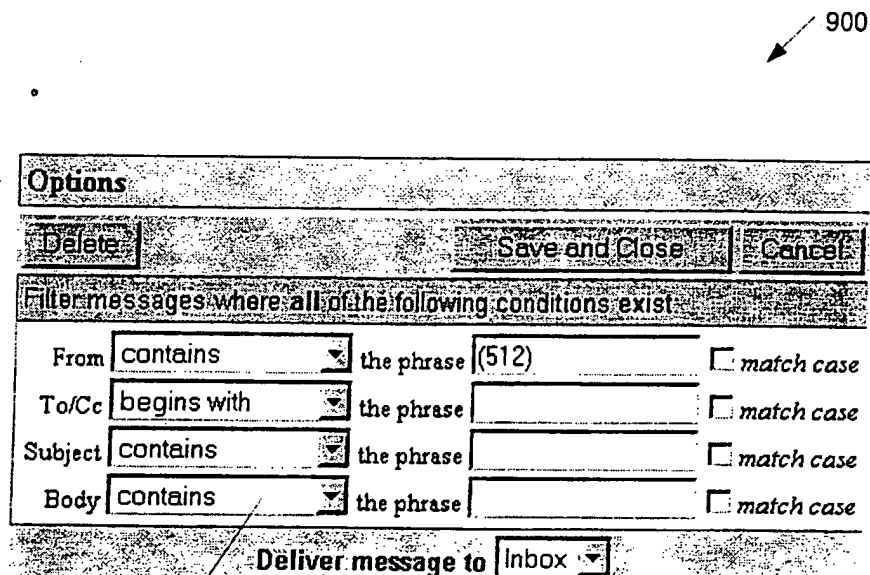 900
Options
Delete Save and Close Cancel
Filter messages where all of the following conditions exist
From contains the phrase (512) match case
To/Cc begins with the phrase match case
Subject contains the phrase match case
Body contains the phrase match case
Deliver message to Inbox